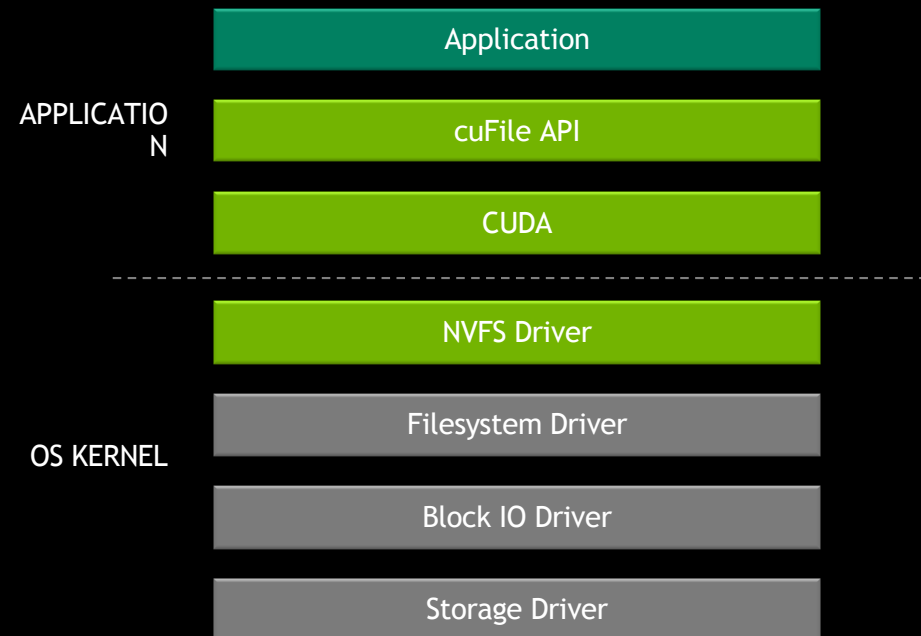 Application
APPLICATIO
N
cuFile API
CUDA
NVFS Driver
Filesystem Driver
OS KERNEL
Block IO Driver
Storage Driver